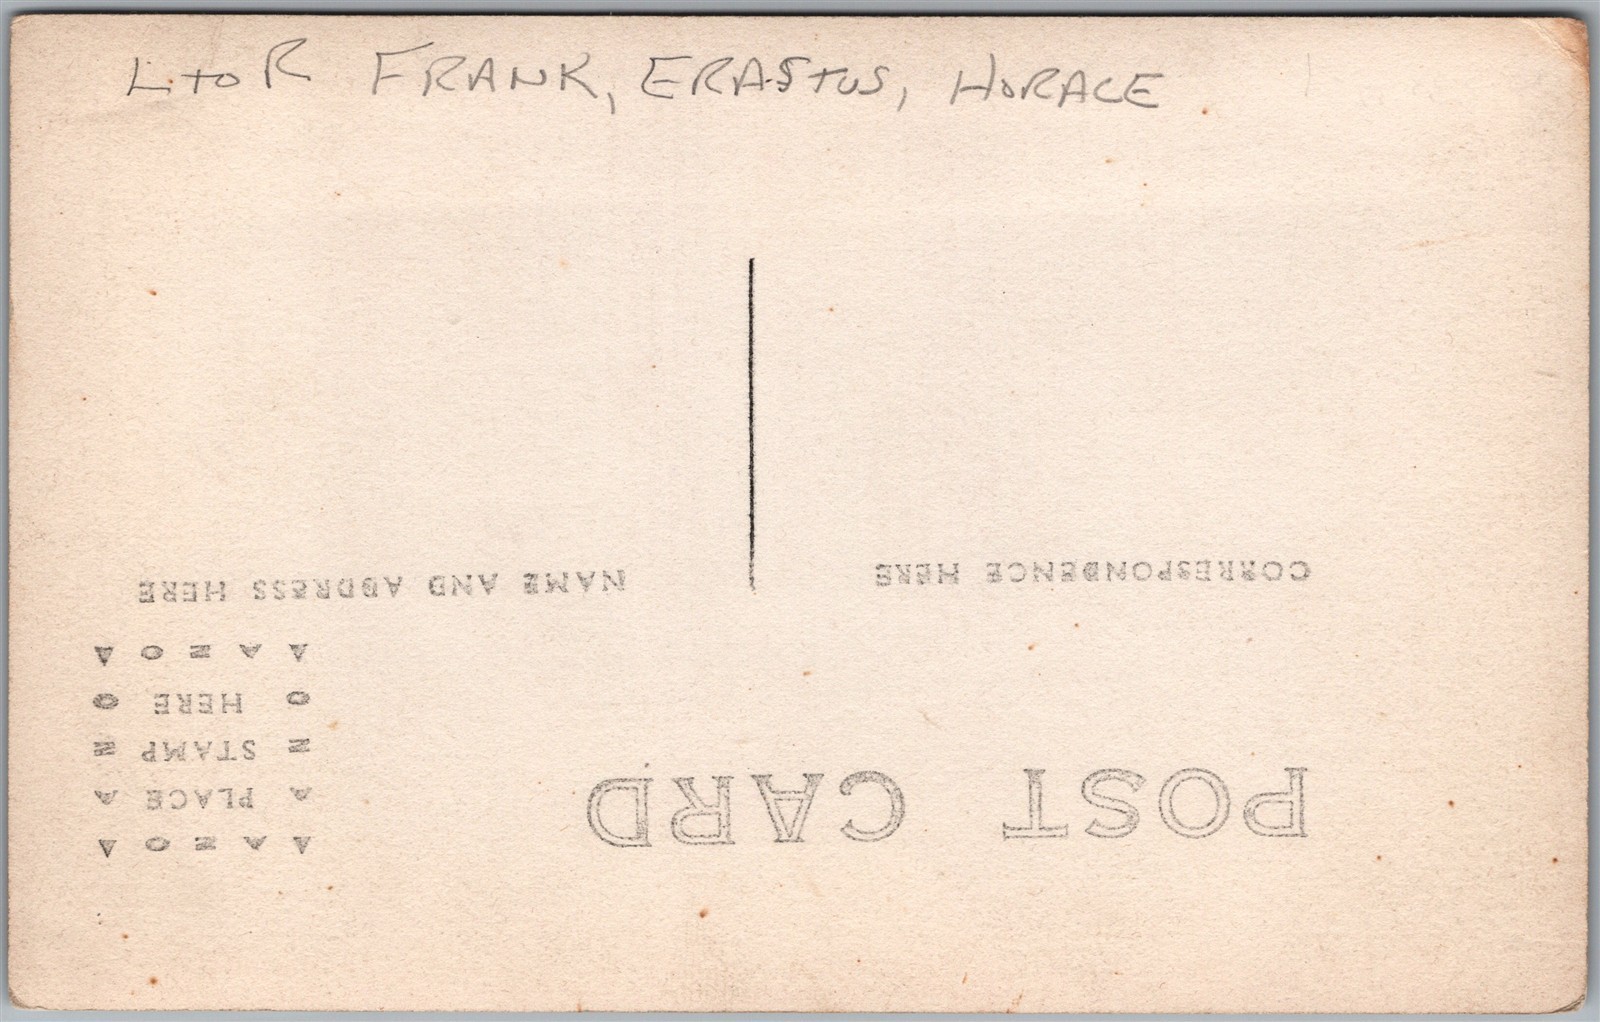 L to R FRANK, ERASTUS, HORACE
POST CARD
CORRESPONDENCE HERE
NAME AND ADDRESS HERE
PLACE
STAMP
HERE